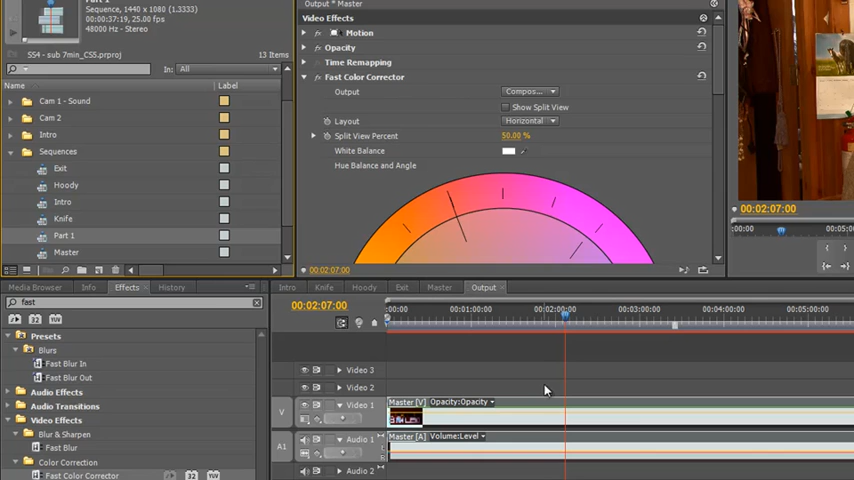 Sequence, 1440 x 1080 (1.3333)
00:00:37:19, 25.00 fps
48000 Hz - Stereo
SS4 - sub 7min_CS5.prproj
13 Items
In: All
Name
Label
Cam 1 - Sound
Cam 2
Intro
Sequences
Exit
Hoody
Intro
Knife
Part 1
Master
Output * Master
Video Effects
Motion
Opacity
Time Remapping
Fast Color Corrector
Output
Compos...
Show Split View
Layout
Horizontal
Split View Percent
50.00 %
White Balance
Hue Balance and Angle
00:02:07:00
00:02:07:00
:00:00
00:05:00
Media Browser
Info
Effects
History
fast
Presets
Blurs
Fast Blur In
Fast Blur Out
Audio Effects
Audio Transitions
Video Effects
Blur & Sharpen
Fast Blur
Color Correction
Fast Color Corrector
Intro
Knife
Hoody
Exit
Master
Output
00:02:07:00
:00:00
00:01:00:00
00:02:00:00
00:03:00:00
00:04:00:00
00:05:00:00
Video 3
Video 2
V
Video 1
Master [V] Opacity:Opacity
A1
Audio 1
Master [A] Volume:Level
Audio 2